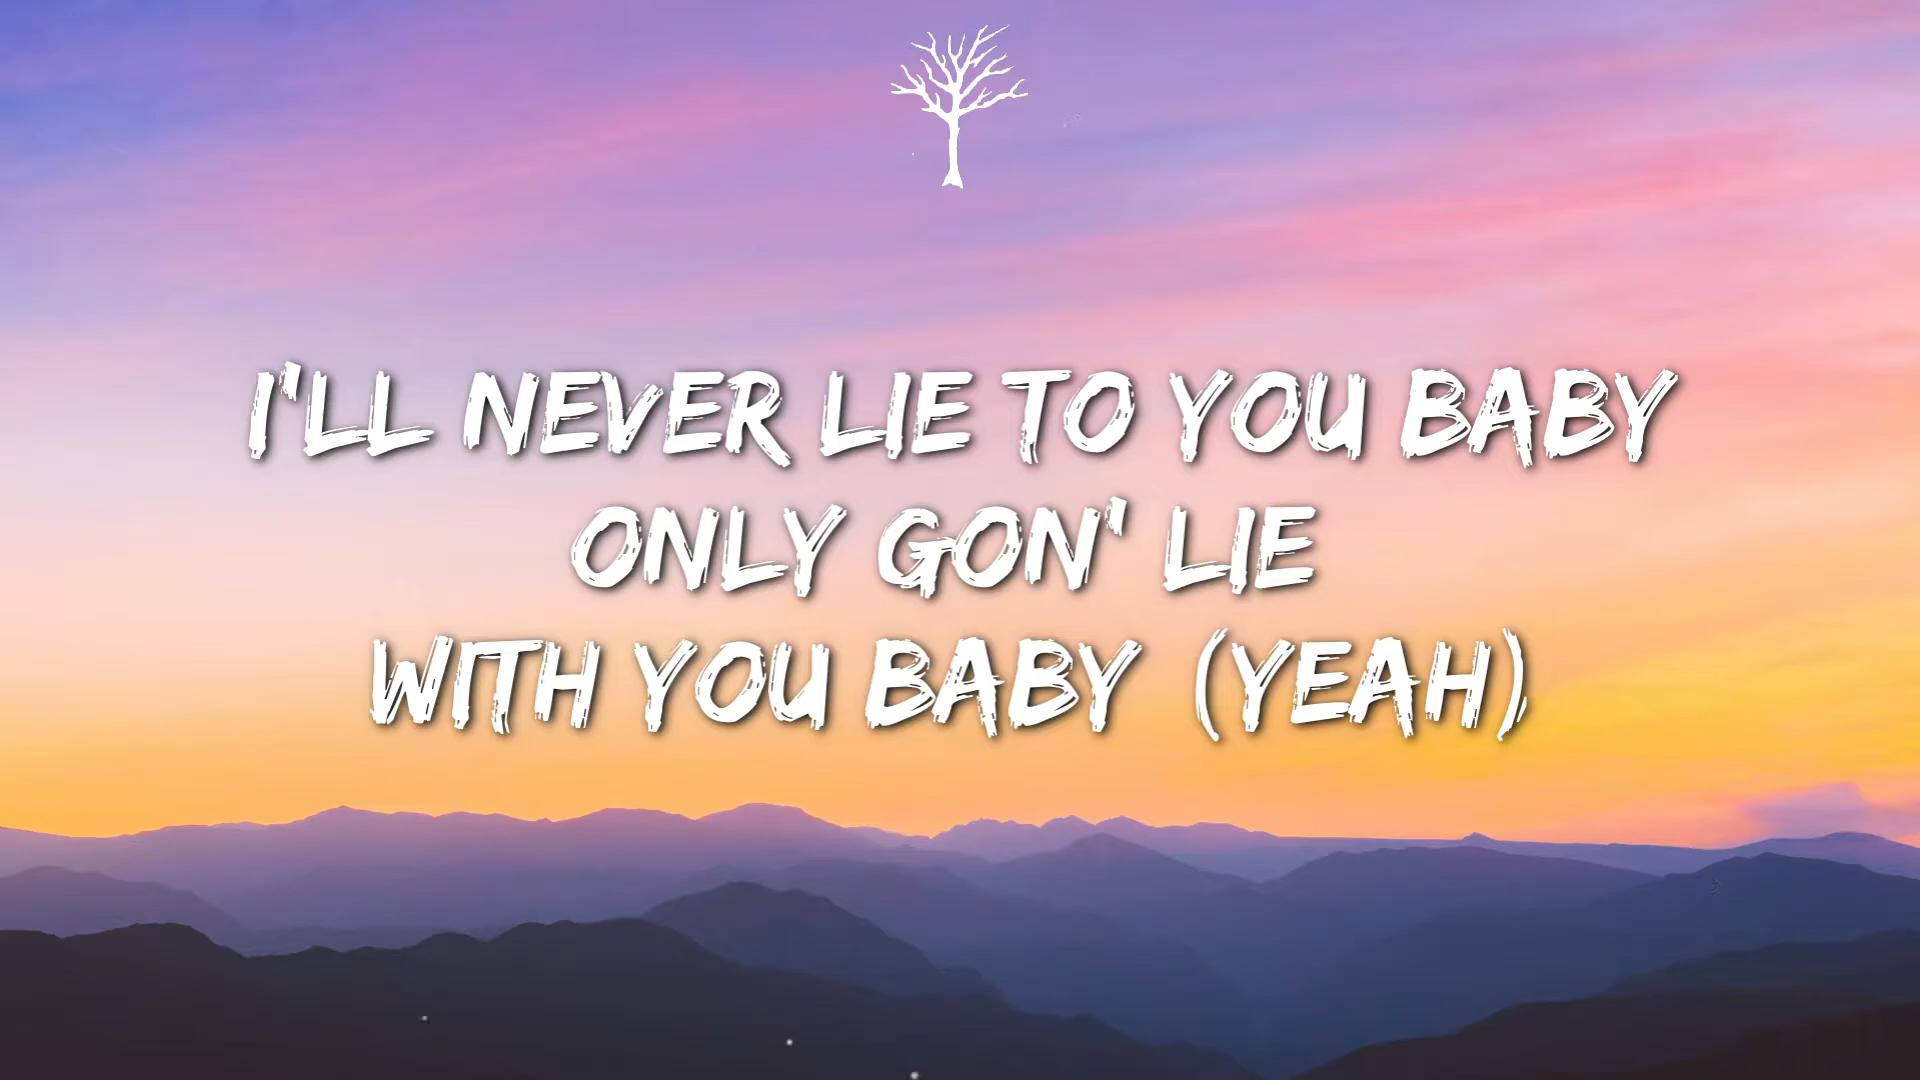 I'LL NEVER LIE TO YOU BABY
ONLY GON' LIE
WITH YOU BABY (YEAH)